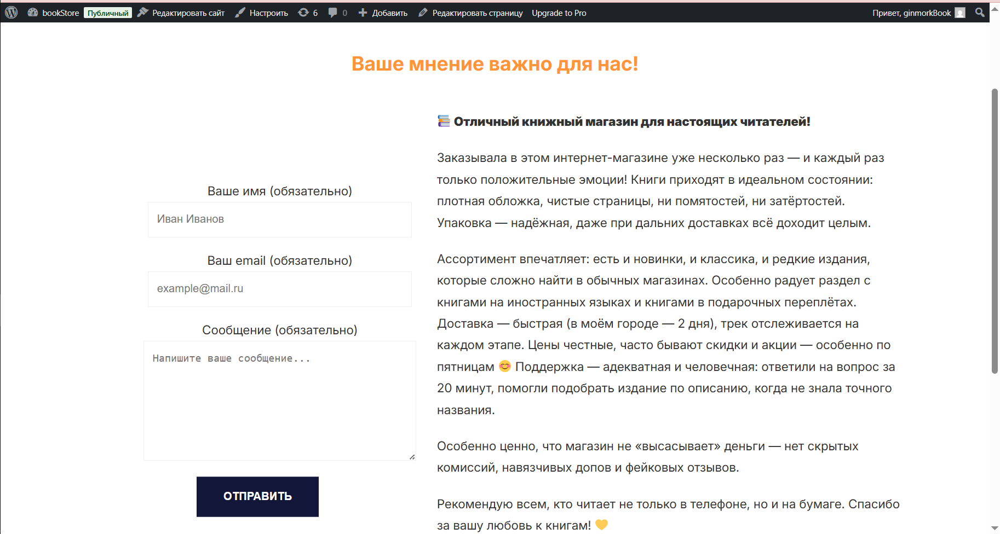 bookStore Публичный Редактировать сайт Настроить 6 0 Добавить Редактировать страницу Upgrade to Pro Привет, ginmorkBook
Ваше мнение важно для нас!
Ваше имя (обязательно)
Иван Иванов
Ваш email (обязательно)
example@mail.ru
Сообщение (обязательно)
Напишите ваше сообщение...
ОТПРАВИТЬ
📚 Отличный книжный магазин для настоящих читателей!
Заказывала в этом интернет-магазине уже несколько раз — и каждый раз
только положительные эмоции! Книги приходят в идеальном состоянии:
плотная обложка, чистые страницы, ни помятостей, ни затёртостей.
Упаковка — надёжная, даже при дальних доставках всё доходит целым.
Ассортимент впечатляет: есть и новинки, и классика, и редкие издания,
которые сложно найти в обычных магазинах. Особенно радует раздел с
книгами на иностранных языках и книгами в подарочных переплётах.
Доставка — быстрая (в моём городе — 2 дня), трек отслеживается на
каждом этапе. Цены честные, часто бывают скидки и акции — особенно по
пятницам 😊 Поддержка — адекватная и человечная: ответили на вопрос за
20 минут, помогли подобрать издание по описанию, когда не знала точного
названия.
Особенно ценно, что магазин не «высасывает» деньги — нет скрытых
комиссий, навязчивых допов и фейковых отзывов.
Рекомендую всем, кто читает не только в телефоне, но и на бумаге. Спасибо
за вашу любовь к книгам! 💛